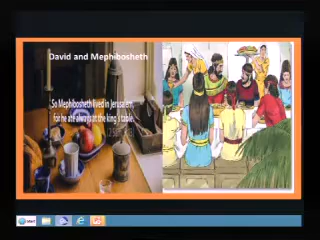 David and Mephibosheth
So Mephibosheth lived in Jerusalem,
for he ate always at the king's table.